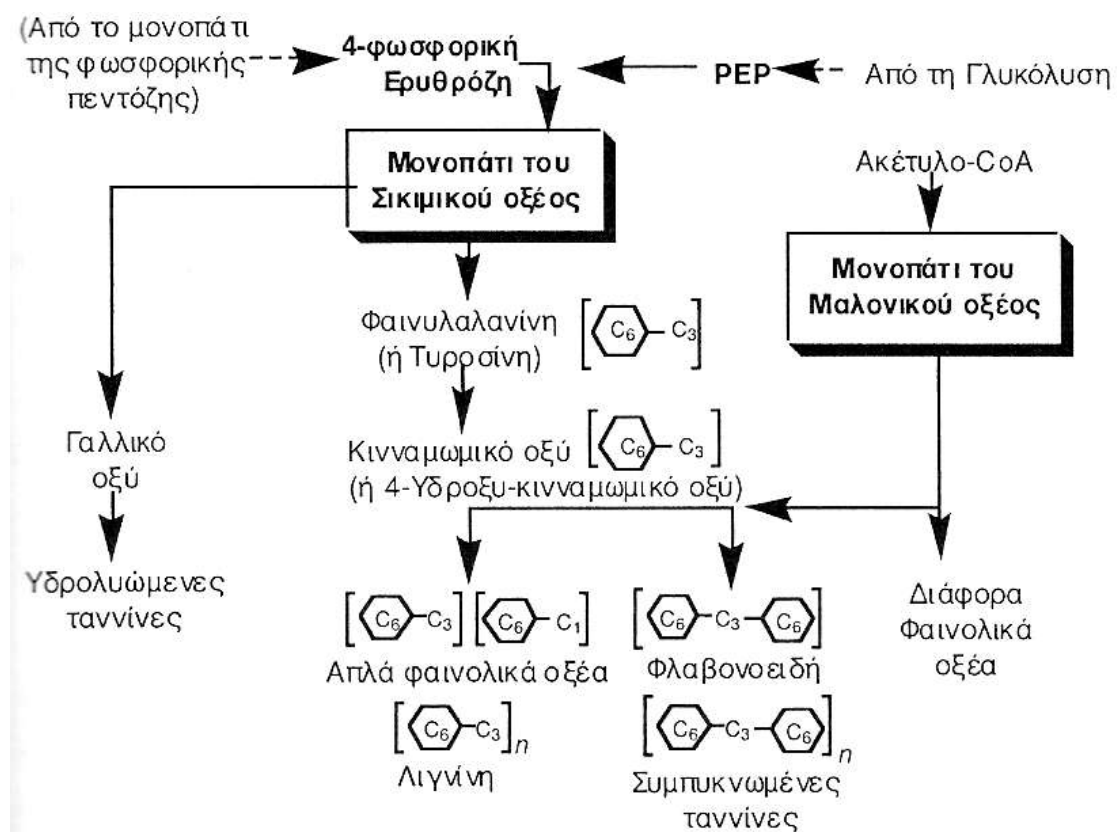 (Από το μονοπάτι
της φωσφορικής
πεντόζης)
4-φωσφορική
Ερυθρόζη
PEP
Από τη Γλυκόλυση
Μονοπάτι του
Σικιμικού οξέος
Ακέτυλο-CoA
Μονοπάτι του
Μαλονικού οξέος
Φαινυλαλανίνη
(ή Τυροσίνη)
[C6 - C3]
Γαλλικό
οξύ
Κινναμωμικό οξύ [C6 - C3]
(ή 4-Υδροξυ-κινναμωμικό οξύ)
Υδρολυώμενες
ταννίνες
[C6-C3] [C6 - C1]
Απλά φαινολικά οξέα
[C6-C3]n
Λιγνίνη
[C6-C3-C6]
Φλαβονοειδή
[C6-C3-C6]n
Συμπυκνωμένες
ταννίνες
Διάφορα
Φαινολικά
οξέα